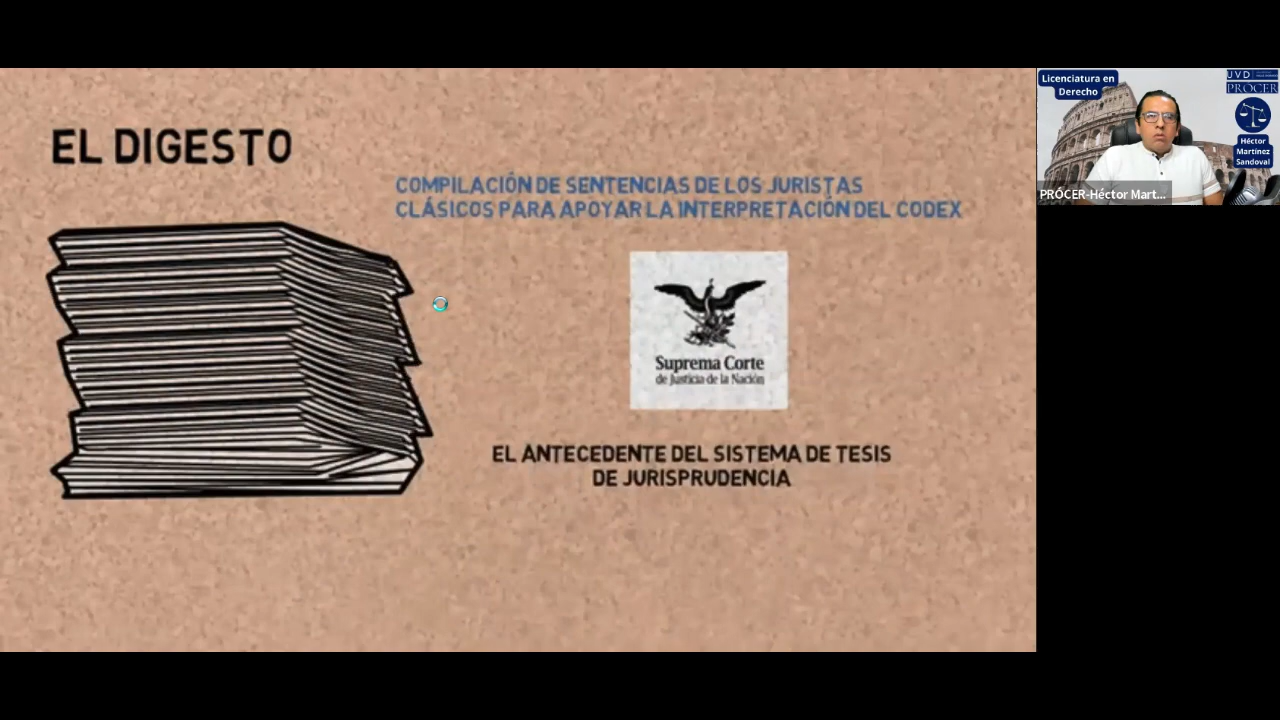 EL DIGESTO
COMPILACIÓN DE SENTENCIAS DE LOS JURISTAS
CLÁSICOS PARA APOYAR LA INTERPRETACIÓN DEL CODEX
Suprema Corte
de Justicia de la Nación
EL ANTECEDENTE DEL SISTEMA DE TESIS
DE JURISPRUDENCIA
Licenciatura en
Derecho
UVD
PRÓCER
Héctor
Martínez
Sandoval
PRÓCER-Héctor Mart...